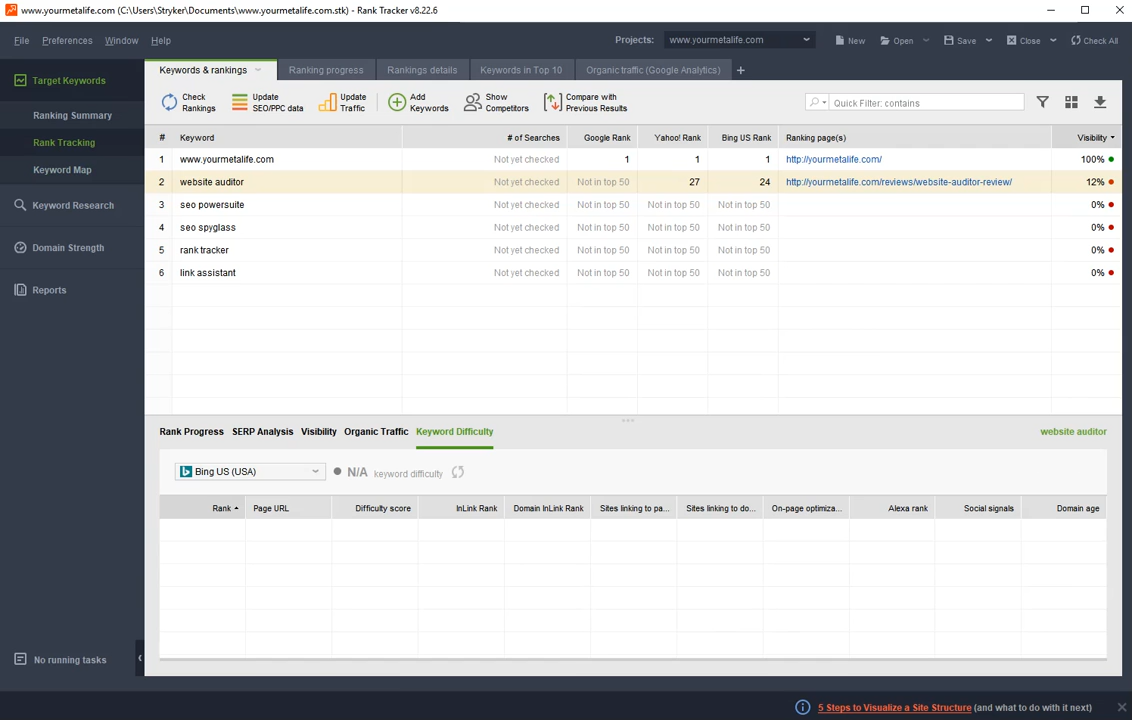 www.yourmetalife.com (C:\Users\Stryker\Documents\www.yourmetalife.com.stk) - Rank Tracker v8.22.6
File Preferences Window Help Projects: www.yourmetalife.com New Open Save Close Check All
Target Keywords
Ranking Summary
Rank Tracking
Keyword Map
Keyword Research
Domain Strength
Reports
No running tasks
Keywords & rankings Ranking progress Rankings details Keywords in Top 10 Organic traffic (Google Analytics) +
Check Rankings Update SEO/PPC data Update Traffic Add Keywords Show Competitors Compare with Previous Results Quick Filter: contains
# Keyword # of Searches Google Rank Yahoo! Rank Bing US Rank Ranking page(s) Visibility
1 www.yourmetalife.com Not yet checked 1 1 1 http://yourmetalife.com/ 100%
2 website auditor Not yet checked Not in top 50 27 24 http://yourmetalife.com/reviews/website-auditor-review/ 12%
3 seo powersuite Not yet checked Not in top 50 Not in top 50 Not in top 50 0%
4 seo spyglass Not yet checked Not in top 50 Not in top 50 Not in top 50 0%
5 rank tracker Not yet checked Not in top 50 Not in top 50 Not in top 50 0%
6 link assistant Not yet checked Not in top 50 Not in top 50 Not in top 50 0%
Rank Progress SERP Analysis Visibility Organic Traffic Keyword Difficulty website auditor
Bing US (USA) N/A keyword difficulty
Rank Page URL Difficulty score InLink Rank Domain InLink Rank Sites linking to pa... Sites linking to do... On-page optimiza... Alexa rank Social signals Domain age
5 Steps to Visualize a Site Structure (and what to do with it next)